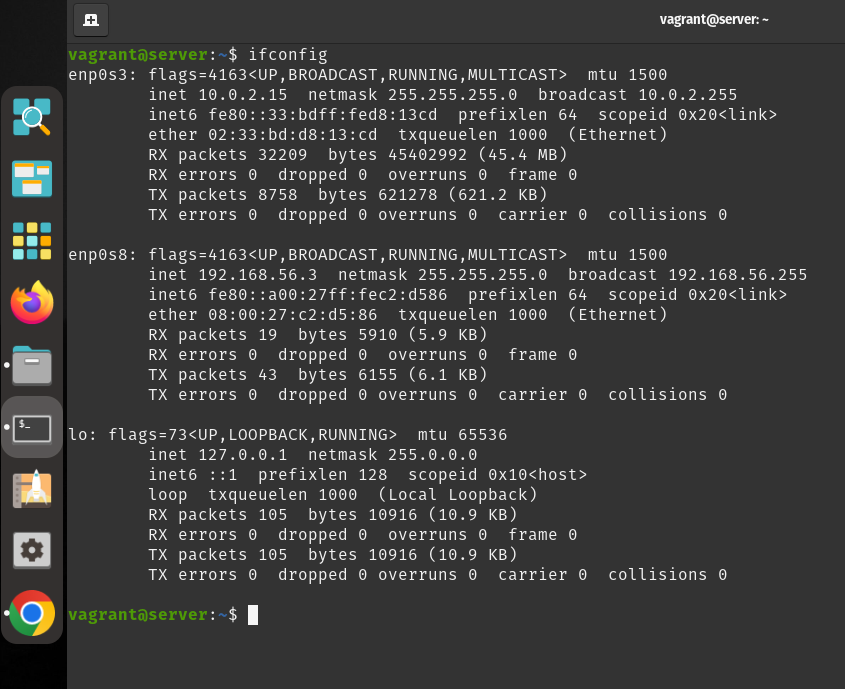 vagrant@server: ~
vagrant@server:~$ ifconfig
enp0s3: flags=4163<UP,BROADCAST,RUNNING,MULTICAST>  mtu 1500
        inet 10.0.2.15  netmask 255.255.255.0  broadcast 10.0.2.255
        inet6 fe80::33:bdff:fed8:13cd  prefixlen 64  scopeid 0x20<link>
        ether 02:33:bd:d8:13:cd  txqueuelen 1000  (Ethernet)
        RX packets 32209  bytes 45402992 (45.4 MB)
        RX errors 0  dropped 0  overruns 0  frame 0
        TX packets 8758  bytes 621278 (621.2 KB)
        TX errors 0  dropped 0 overruns 0  carrier 0  collisions 0
enp0s8: flags=4163<UP,BROADCAST,RUNNING,MULTICAST>  mtu 1500
        inet 192.168.56.3  netmask 255.255.255.0  broadcast 192.168.56.255
        inet6 fe80::a00:27ff:fec2:d586  prefixlen 64  scopeid 0x20<link>
        ether 08:00:27:c2:d5:86  txqueuelen 1000  (Ethernet)
        RX packets 19  bytes 5910 (5.9 KB)
        RX errors 0  dropped 0  overruns 0  frame 0
        TX packets 43  bytes 6155 (6.1 KB)
        TX errors 0  dropped 0 overruns 0  carrier 0  collisions 0
lo: flags=73<UP,LOOPBACK,RUNNING>  mtu 65536
        inet 127.0.0.1  netmask 255.0.0.0
        inet6 ::1  prefixlen 128  scopeid 0x10<host>
        loop  txqueuelen 1000  (Local Loopback)
        RX packets 105  bytes 10916 (10.9 KB)
        RX errors 0  dropped 0  overruns 0  frame 0
        TX packets 105  bytes 10916 (10.9 KB)
        TX errors 0  dropped 0 overruns 0  carrier 0  collisions 0
$_
vagrant@server:~$